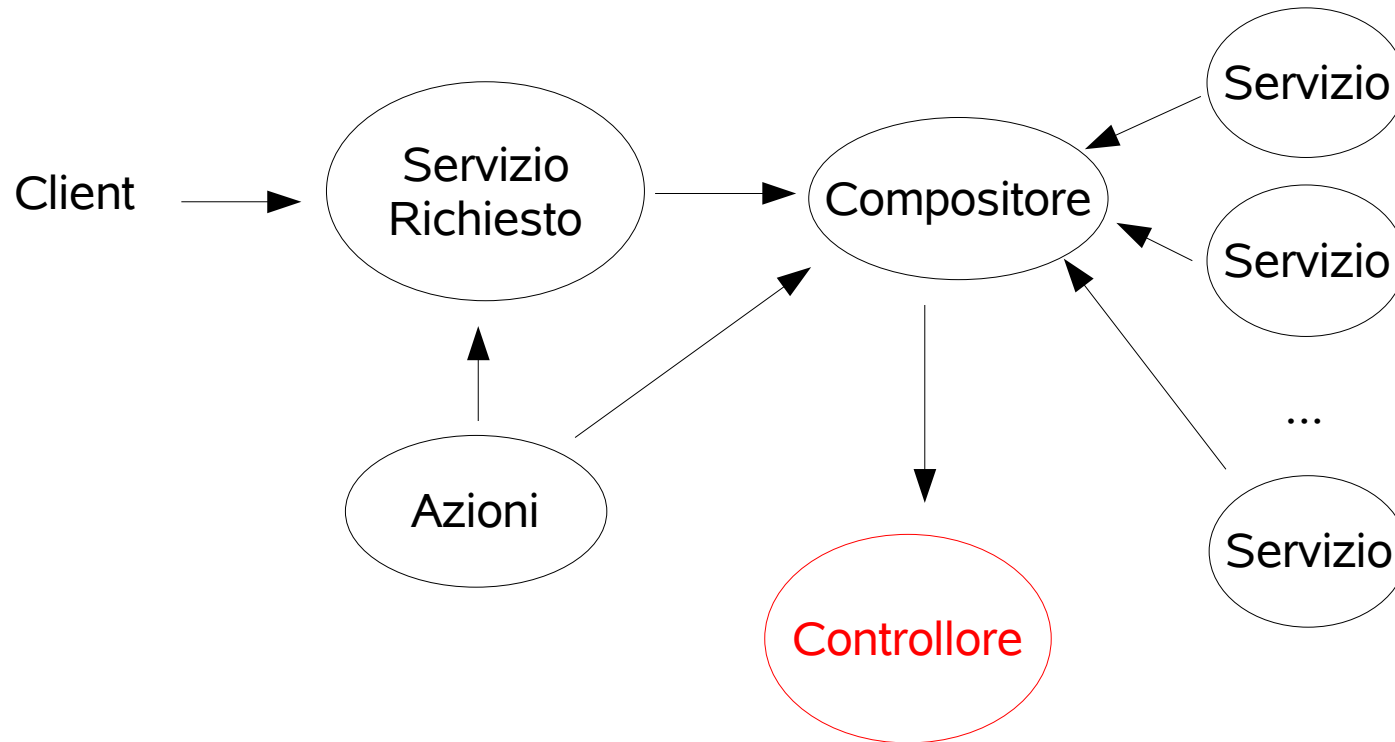 Client
Servizio
Richiesto
Compositore
Servizio
Servizio
...
Servizio
Azioni
Controllore